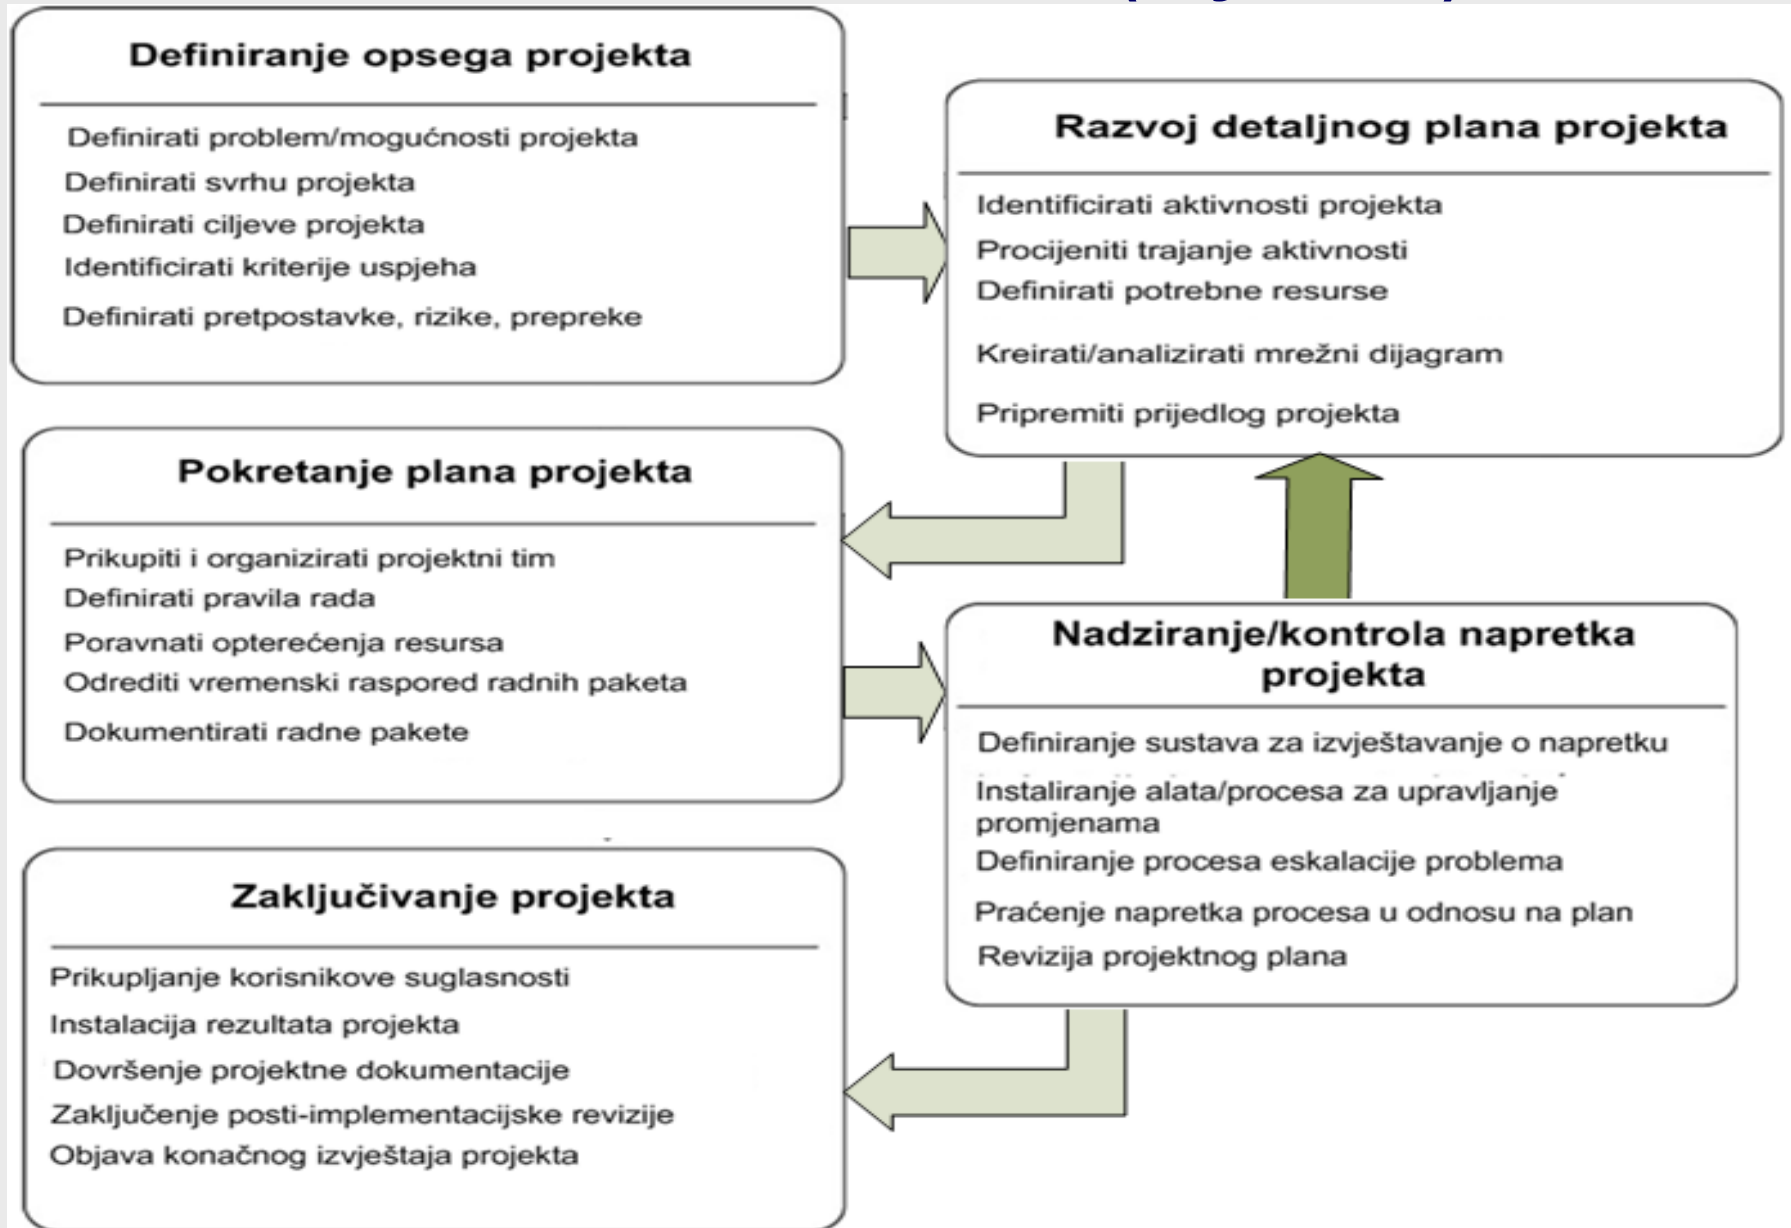 Definiranje opsega projekta
Definirati problem/mogućnosti projekta
Definirati svrhu projekta
Definirati ciljeve projekta
Identificirati kriterije uspjeha
Definirati pretpostavke, rizike, prepreke
Razvoj detaljnog plana projekta
Identificirati aktivnosti projekta
Procijeniti trajanje aktivnosti
Definirati potrebne resurse
Kreirati/analizirati mrežni dijagram
Pripremiti prijedlog projekta
Pokretanje plana projekta
Prikupiti i organizirati projektni tim
Definirati pravila rada
Poravnati opterećenja resursa
Odrediti vremenski raspored radnih paketa
Dokumentirati radne pakete
Nadziranje/kontrola napretka
projekta
Definiranje sustava za izvještavanje o napretku
Instaliranje alata/procesa za upravljanje
promjenama
Definiranje procesa eskalacije problema
Praćenje napretka procesa u odnosu na plan
Revizija projektnog plana
Zaključivanje projekta
Prikupljanje korisnikove suglasnosti
Instalacija rezultata projekta
Dovršenje projektne dokumentacije
Zaključenje posti-implementacijske revizije
Objava konačnog izvještaja projekta